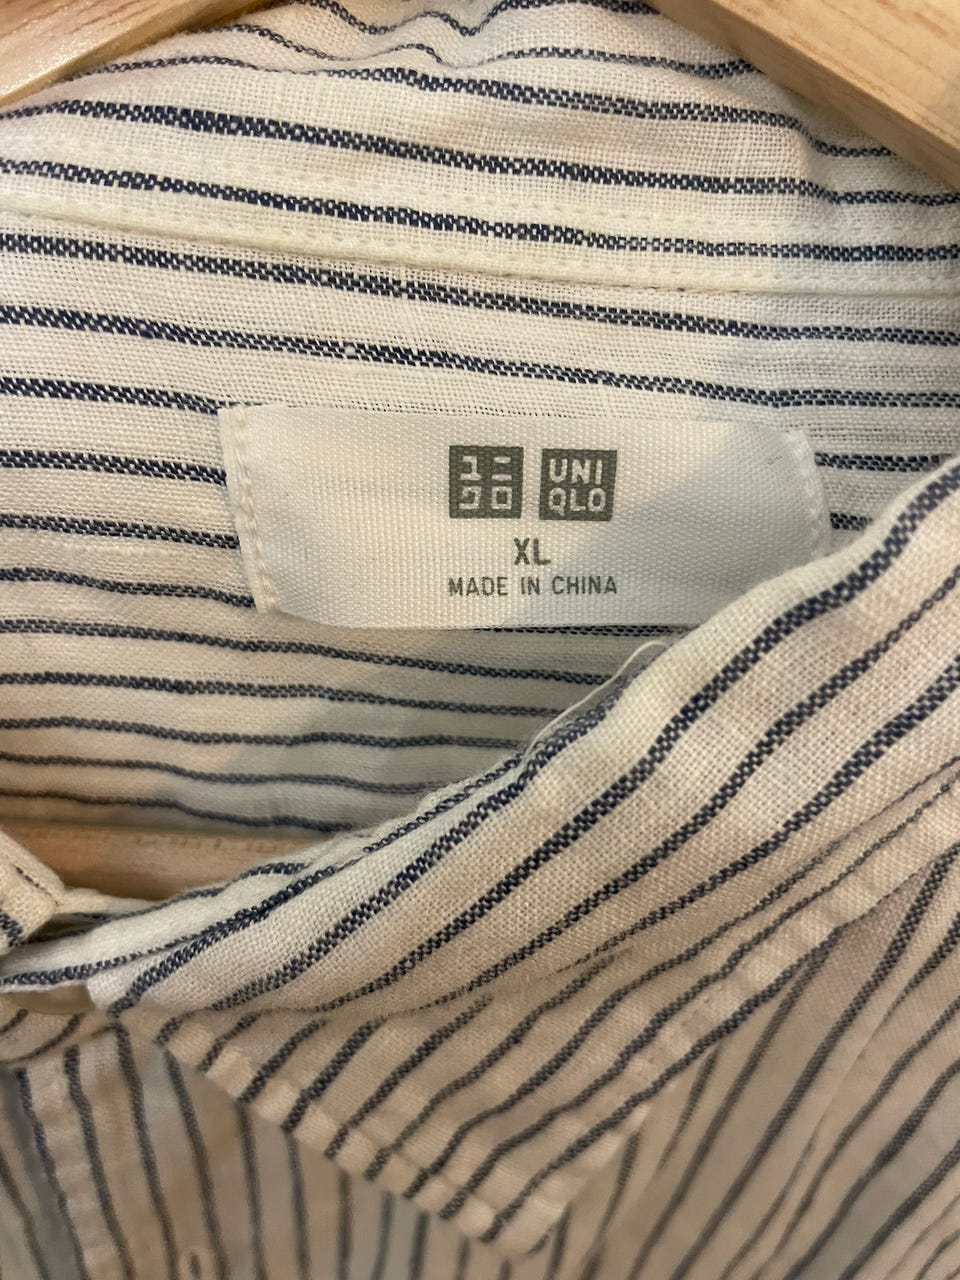 ユニ UNI
クロ QLO
XL
MADE IN CHINA